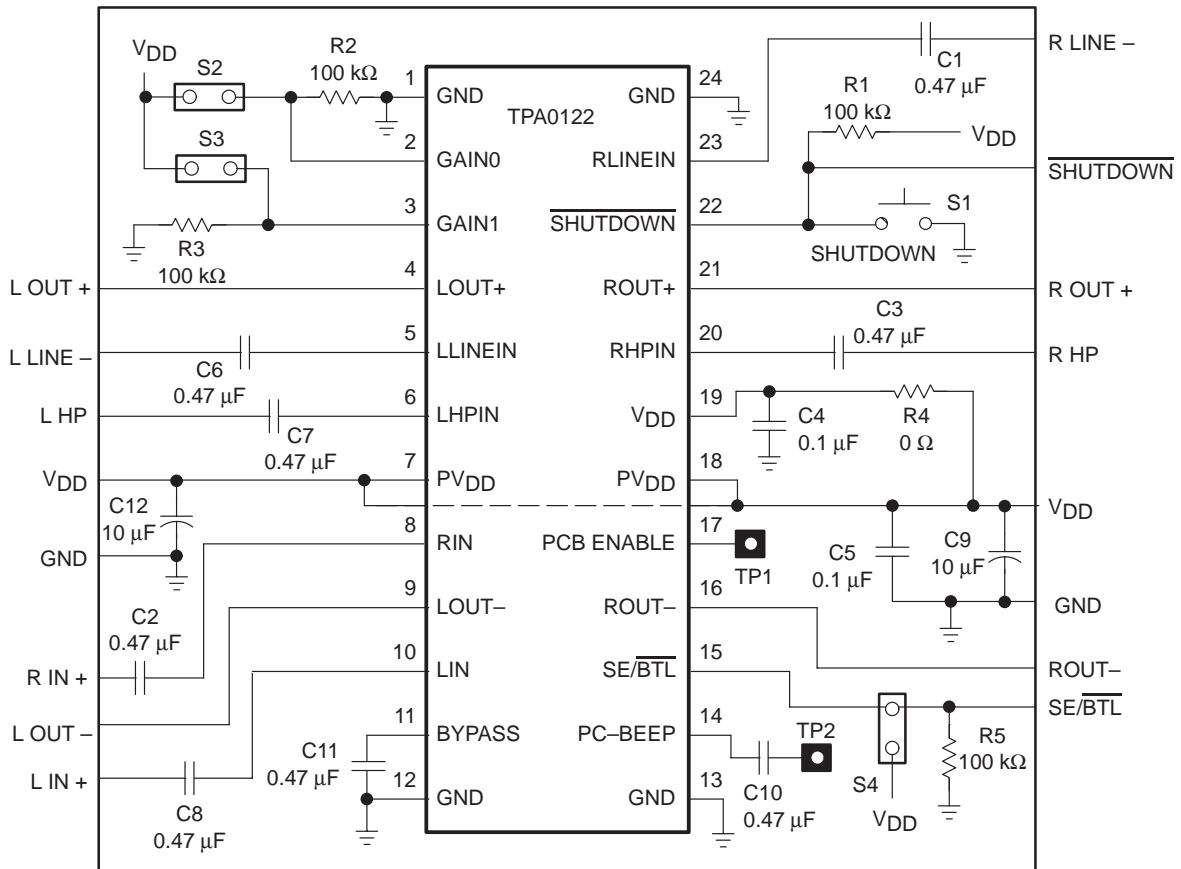 VDD
S2
R2
100 kΩ
S3
R3
100 kΩ
C1
0.47 μF
R LINE –
R1
100 kΩ
VDD
SHUTDOWN
S1
SHUTDOWN
TPA0122
1
GND
2
GAIN0
3
GAIN1
4
LOUT+
5
LLINEIN
6
LHPIN
7
PVDD
8
RIN
9
LOUT–
10
LIN
11
BYPASS
12
GND
24
GND
23
RLINEIN
22
SHUTDOWN
21
ROUT+
20
RHPIN
19
VDD
18
PVDD
17
PCB ENABLE
16
ROUT–
15
SE/BTL
14
PC–BEEP
13
GND
L OUT +
L LINE –
C6
0.47 μF
L HP
C7
0.47 μF
VDD
C12
10 μF
GND
C2
0.47 μF
R IN +
L OUT –
L IN +
C8
0.47 μF
C11
0.47 μF
R OUT +
C3
0.47 μF
R HP
C4
0.1 μF
R4
0 Ω
VDD
TP1
C5
0.1 μF
C9
10 μF
GND
ROUT–
SE/BTL
TP2
C10
0.47 μF
S4
VDD
R5
100 kΩ